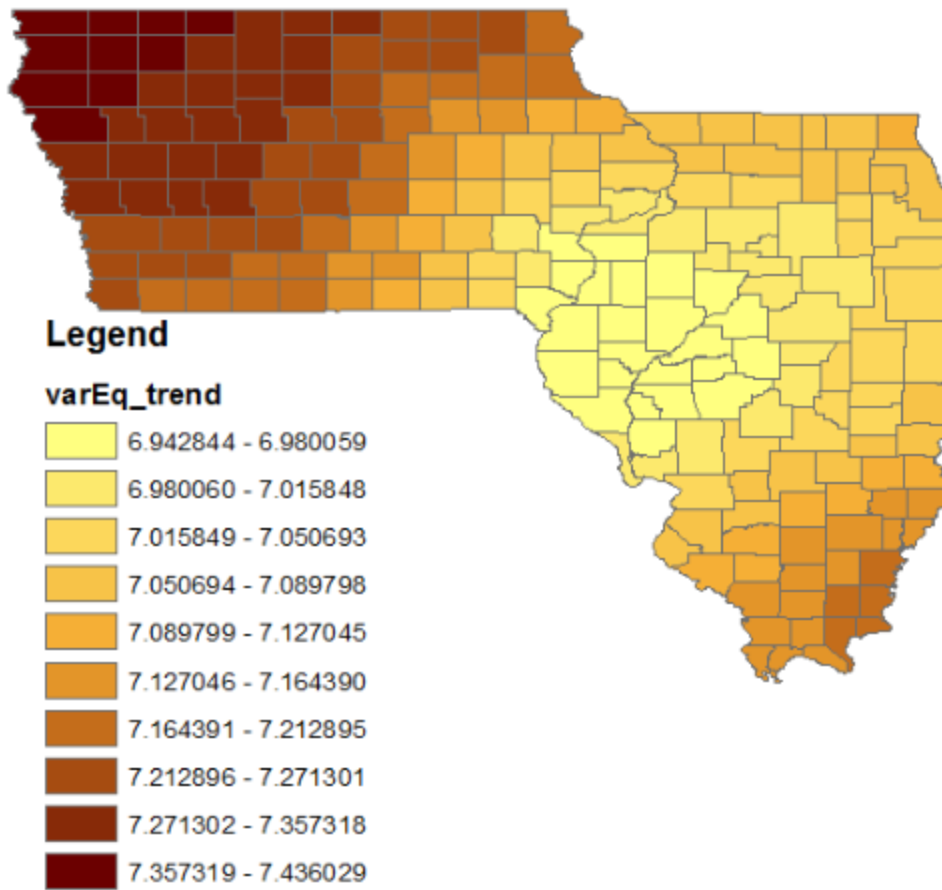 Legend
varEq_trend
6.942844 - 6.980059
6.980060 - 7.015848
7.015849 - 7.050693
7.050694 - 7.089798
7.089799 - 7.127045
7.127046 - 7.164390
7.164391 - 7.212895
7.212896 - 7.271301
7.271302 - 7.357318
7.357319 - 7.436029